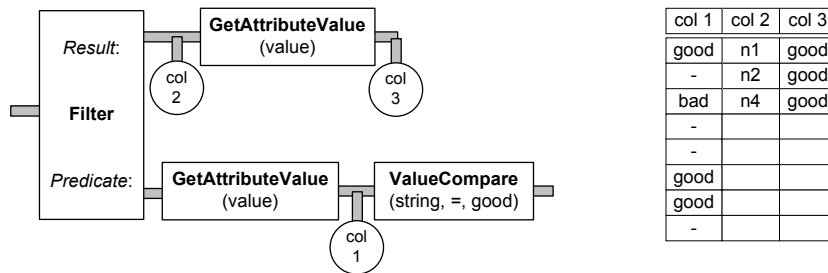 Result:
Filter
Predicate:
GetAttributeValue
(value)
col
2
col
3
GetAttributeValue
(value)
ValueCompare
(string, =, good)
col
1
col 1 col 2 col 3
good n1 good
- n2 good
bad n4 good
-
-
good
good
-